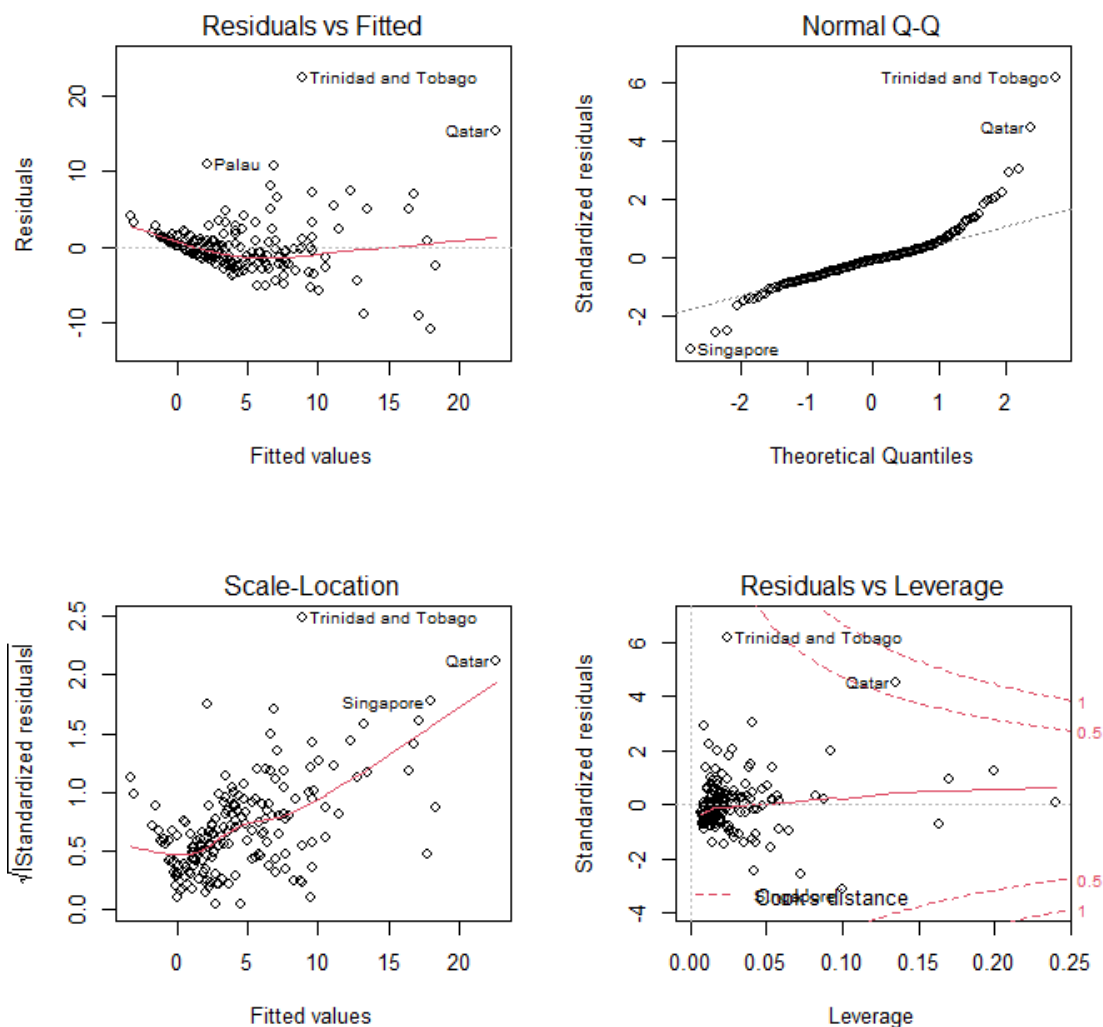 Residuals vs Fitted
Residuals
20
10
0
-10
Trinidad and Tobago
Qatar
Palau
0 5 10 15 20
Fitted values
Normal Q-Q
Standardized residuals
6
4
2
0
-2
Trinidad and Tobago
Qatar
Singapore
-2 -1 0 1 2
Theoretical Quantiles
Scale-Location
√|Standardized residuals|
2.5
2.0
1.5
1.0
0.5
0.0
Trinidad and Tobago
Qatar
Singapore
0 5 10 15 20
Fitted values
Residuals vs Leverage
Standardized residuals
6
4
2
0
-2
-4
Trinidad and Tobago
Qatar
1
0.5
0.5
1
Singapore
Cook's distance
0.00 0.05 0.10 0.15 0.20 0.25
Leverage